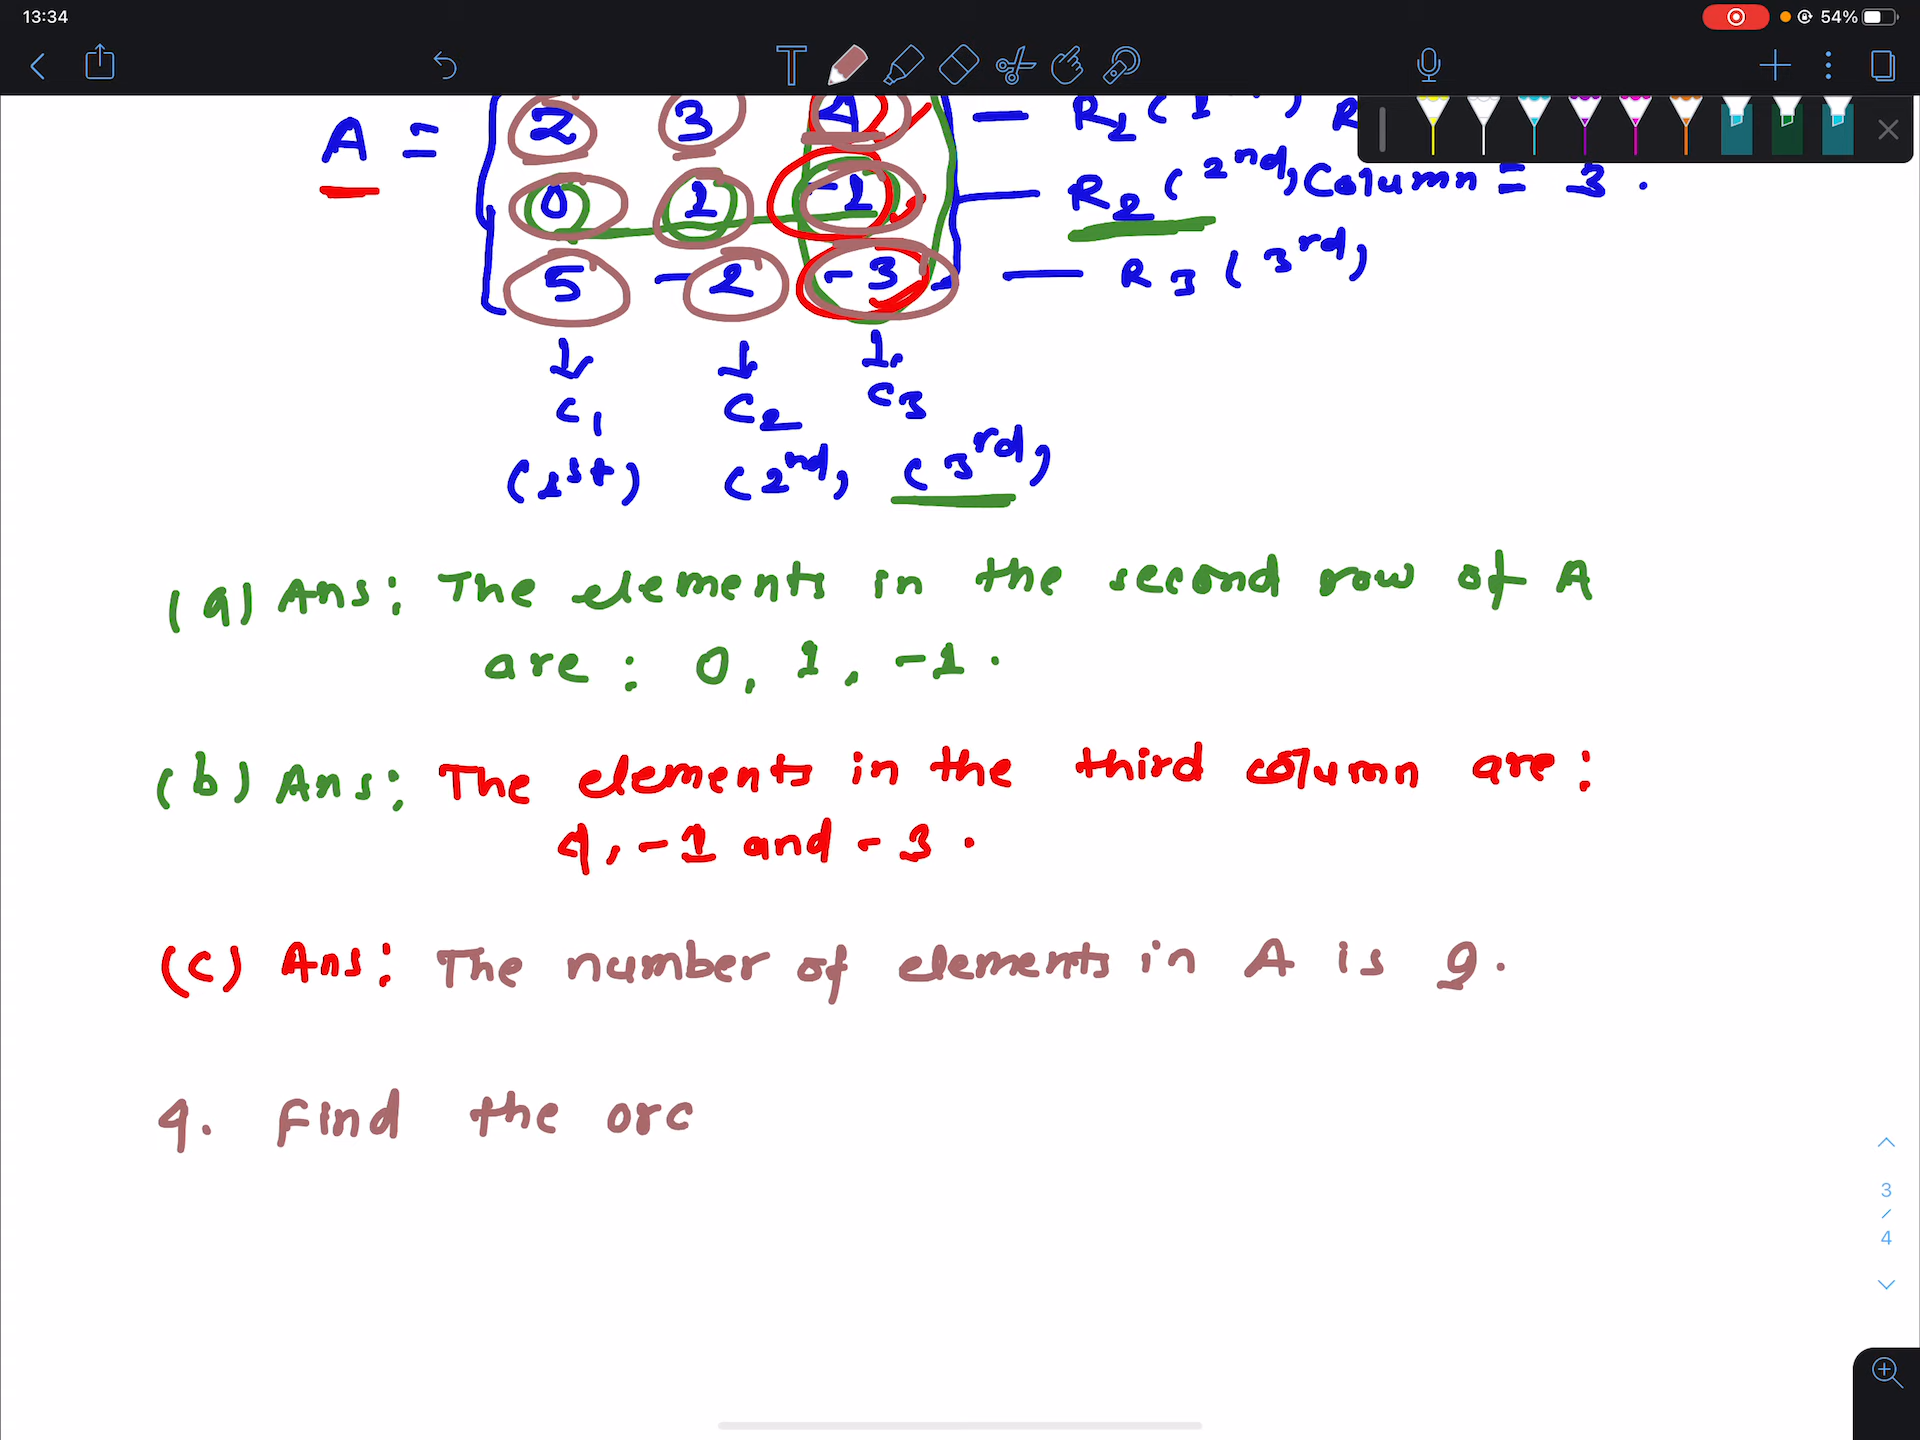 13:34
54%
A = 2 3 4 — R2 (1
0 1 -1 — R2 (2nd) Column = 3 .
5 -2 -3 — R3 (3rd)
C1 C2 C3
(1st) (2nd) (3rd)
(a) Ans: The elements in the second row of A
are : 0, 1, -1 .
(b) Ans: The elements in the third column are :
4, -1 and -3 .
(c) Ans: The number of elements in A is 9 .
4. Find the orc
3
/
4